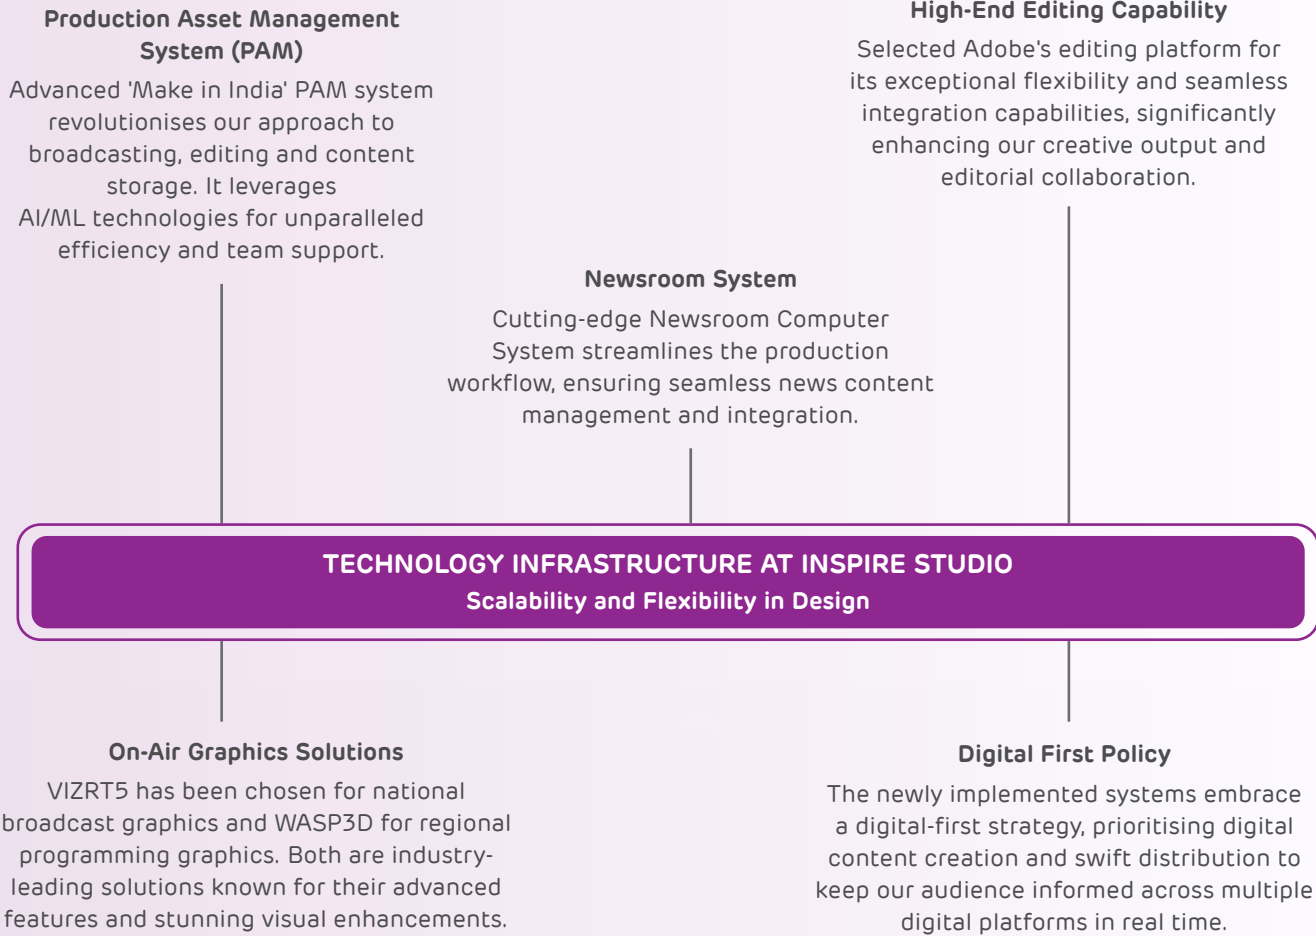 Production Asset Management
System (PAM)
Advanced 'Make in India' PAM system
revolutionises our approach to
broadcasting, editing and content
storage. It leverages
AI/ML technologies for unparalleled
efficiency and team support.
High-End Editing Capability
Selected Adobe's editing platform for
its exceptional flexibility and seamless
integration capabilities, significantly
enhancing our creative output and
editorial collaboration.
Newsroom System
Cutting-edge Newsroom Computer
System streamlines the production
workflow, ensuring seamless news content
management and integration.
TECHNOLOGY INFRASTRUCTURE AT INSPIRE STUDIO
Scalability and Flexibility in Design
On-Air Graphics Solutions
VIZRT5 has been chosen for national
broadcast graphics and WASP3D for regional
programming graphics. Both are industry-
leading solutions known for their advanced
features and stunning visual enhancements.
Digital First Policy
The newly implemented systems embrace
a digital-first strategy, prioritising digital
content creation and swift distribution to
keep our audience informed across multiple
digital platforms in real time.